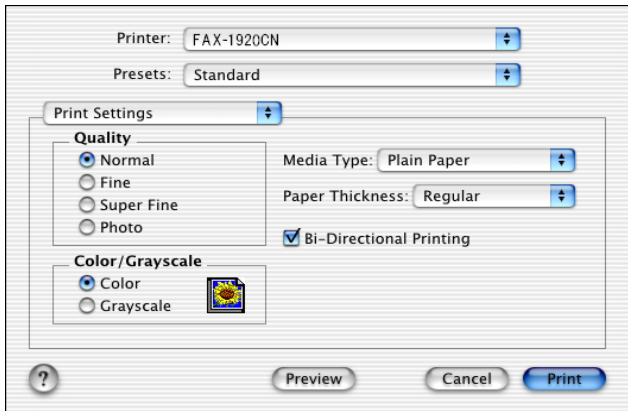 Printer: FAX-1920CN
Presets: Standard
Print Settings
Quality
Normal
Fine
Super Fine
Photo
Media Type: Plain Paper
Paper Thickness: Regular
Bi-Directional Printing
Color/Grayscale
Color
Grayscale
? Preview Cancel Print